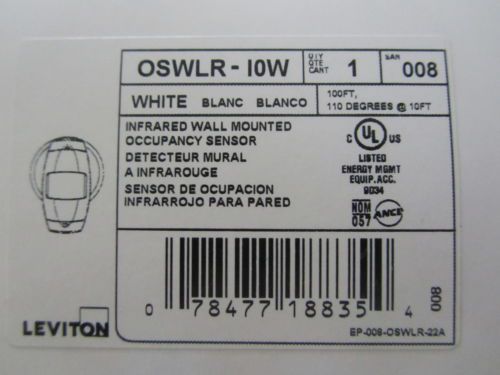 OSWLR - I0W
QTY
QTE
CANT
1
008
WHITE BLANC BLANCO
100FT,
110 DEGREES @ 10FT
INFRARED WALL MOUNTED
OCCUPANCY SENSOR
DETECTEUR MURAL
A INFRAROUGE
SENSOR DE OCUPACION
INFRARROJO PARA PARED
C UL US
LISTED
ENERGY MGMT
EQUIP. ACC.
9034
NOM
057
ANCE
0 78477 18835 4
008
LEVITON
EP-008-OSWLR-22A